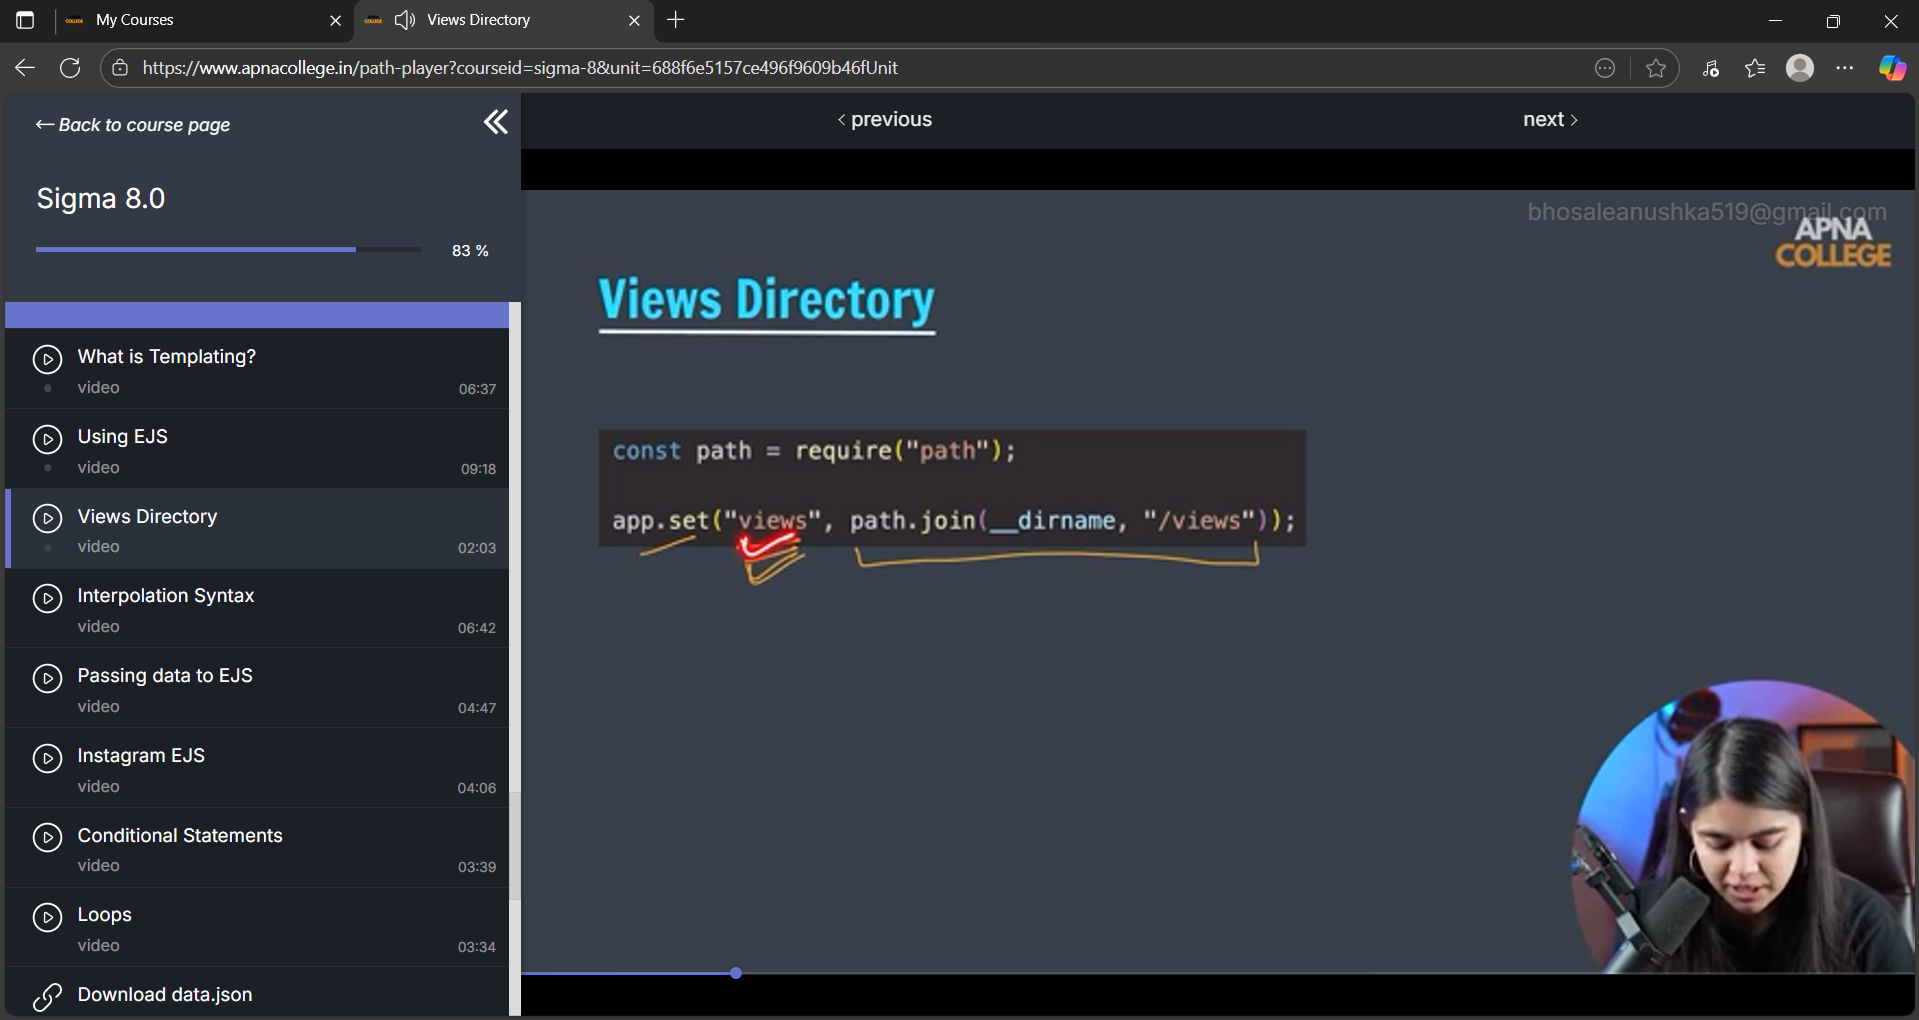 My Courses
Views Directory
https://www.apnacollege.in/path-player?courseid=sigma-8&unit=688f6e5157ce496f9609b46fUnit
← Back to course page
‹ previous
next ›
Sigma 8.0
83 %
bhosaleanushka519@gmail.com
APNA
COLLEGE
What is Templating?
video
06:37
Using EJS
video
09:18
Views Directory
video
02:03
Interpolation Syntax
video
06:42
Passing data to EJS
video
04:47
Instagram EJS
video
04:06
Conditional Statements
video
03:39
Loops
video
03:34
Download data.json
Views Directory
const path = require("path");
app.set("views", path.join(__dirname, "/views"));